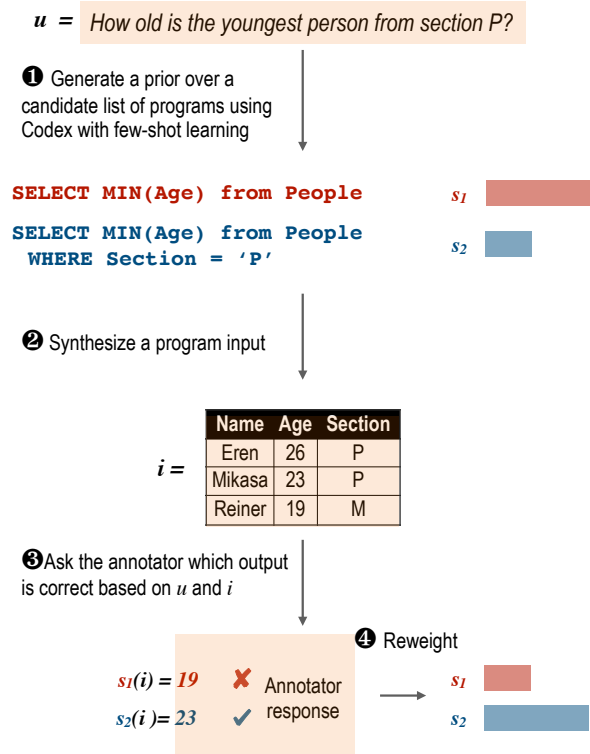 u = How old is the youngest person from section P?
❶ Generate a prior over a
candidate list of programs using
Codex with few-shot learning
SELECT MIN(Age) from People
s1
SELECT MIN(Age) from People
WHERE Section = ‘P’
s2
❷ Synthesize a program input
Name Age Section
Eren 26 P
i =
Mikasa 23 P
Reiner 19 M
❸Ask the annotator which output
is correct based on u and i
❹ Reweight
s1(i) = 19 ✘ Annotator
response
s2(i )= 23 ✔
s1
s2